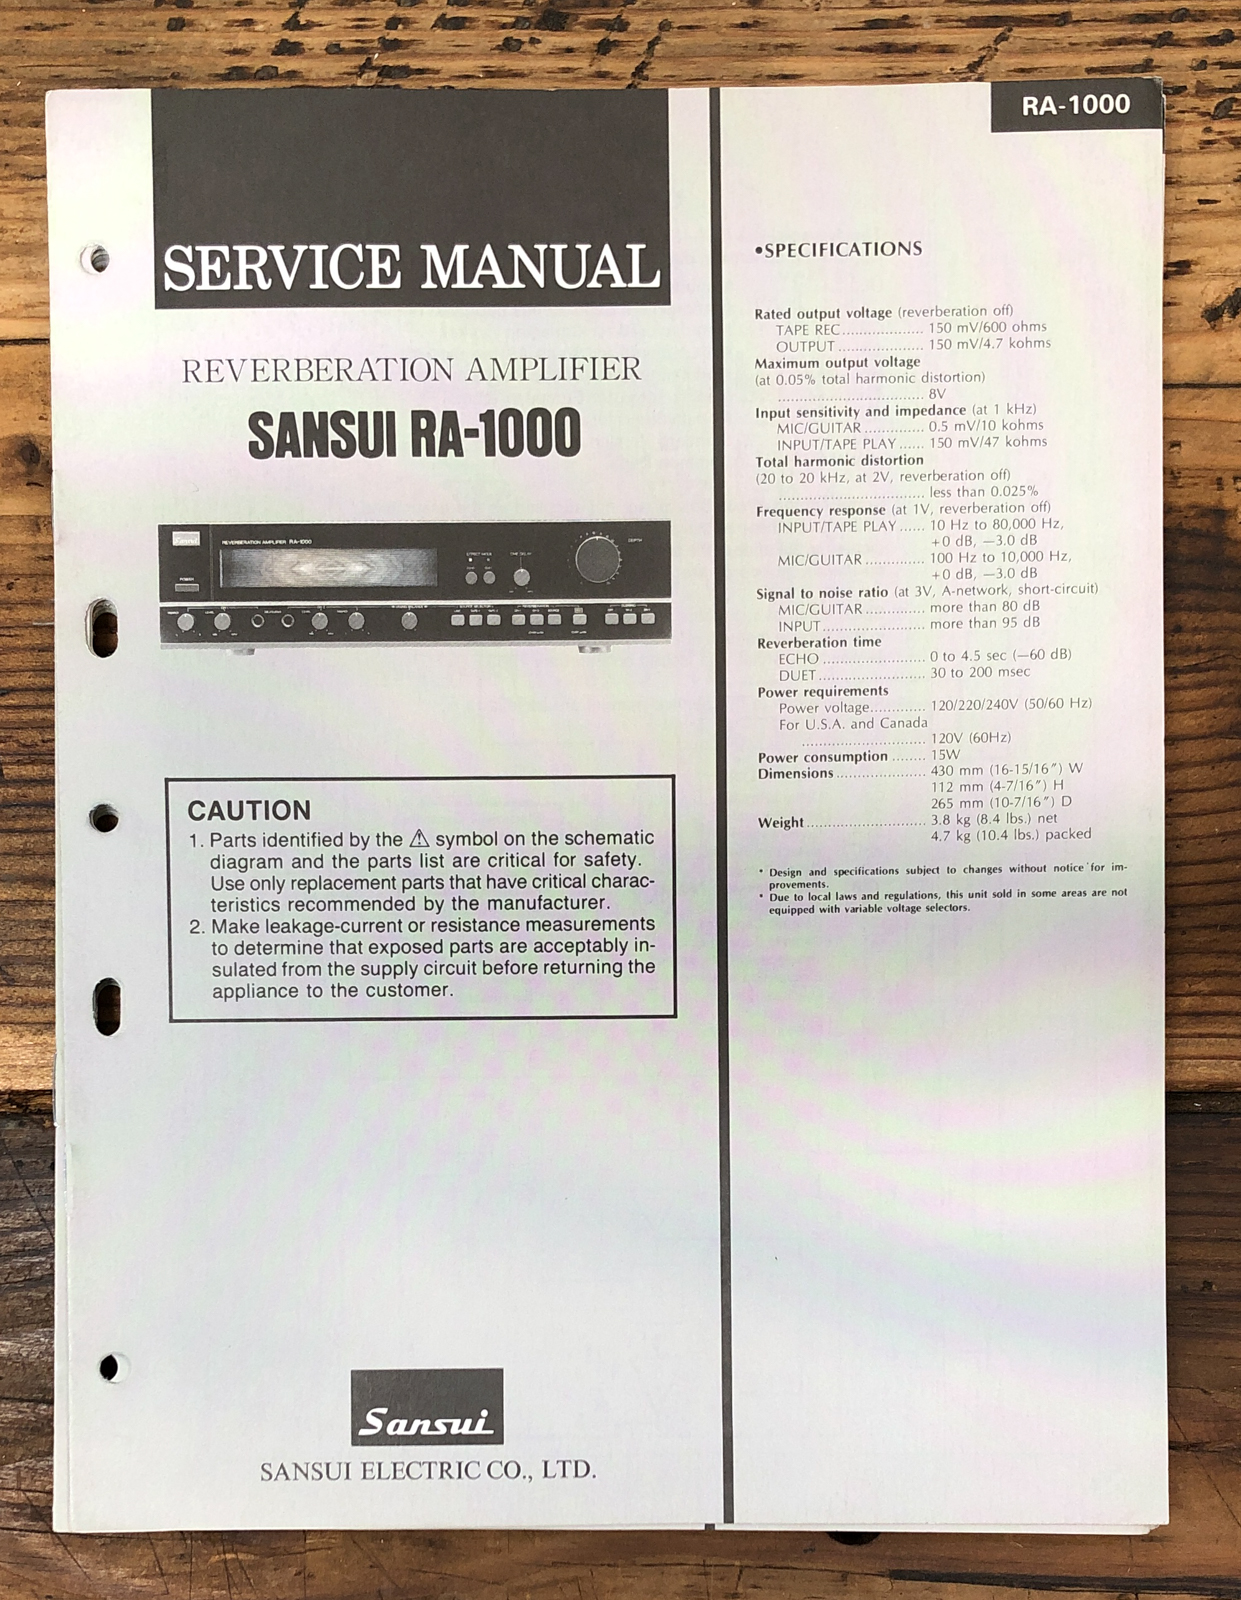 RA-1000
SERVICE MANUAL
REVERBERATION AMPLIFIER
SANSUI RA-1000
Sansui
REVERBERATION AMPLIFIER RA-1000
POWER
TIME DELAY
DEPTH
CAUTION
1. Parts identified by the ⚠ symbol on the schematic
diagram and the parts list are critical for safety.
Use only replacement parts that have critical charac-
teristics recommended by the manufacturer.
2. Make leakage-current or resistance measurements
to determine that exposed parts are acceptably in-
sulated from the supply circuit before returning the
appliance to the customer.
Sansui
SANSUI ELECTRIC CO., LTD.
•SPECIFICATIONS
Rated output voltage (reverberation off)
TAPE REC.................... 150 mV/600 ohms
OUTPUT ..................... 150 mV/4.7 kohms
Maximum output voltage
(at 0.05% total harmonic distortion)
.................................... 8V
Input sensitivity and impedance (at 1 kHz)
MIC/GUITAR ............... 0.5 mV/10 kohms
INPUT/TAPE PLAY ...... 150 mV/47 kohms
Total harmonic distortion
(20 to 20 kHz, at 2V, reverberation off)
.................................... less than 0.025%
Frequency response (at 1V, reverberation off)
INPUT/TAPE PLAY ...... 10 Hz to 80,000 Hz,
+0 dB, −3.0 dB
MIC/GUITAR ............... 100 Hz to 10,000 Hz,
+0 dB, −3.0 dB
Signal to noise ratio (at 3V, A-network, short-circuit)
MIC/GUITAR ............... more than 80 dB
INPUT......................... more than 95 dB
Reverberation time
ECHO ......................... 0 to 4.5 sec (−60 dB)
DUET.......................... 30 to 200 msec
Power requirements
Power voltage............. 120/220/240V (50/60 Hz)
For U.S.A. and Canada
.............................. 120V (60Hz)
Power consumption ........ 15W
Dimensions ...................... 430 mm (16-15/16") W
112 mm (4-7/16") H
265 mm (10-7/16") D
Weight ............................. 3.8 kg (8.4 lbs.) net
4.7 kg (10.4 lbs.) packed
* Design and specifications subject to changes without notice for im-
provements.
* Due to local laws and regulations, this unit sold in some areas are not
equipped with variable voltage selectors.